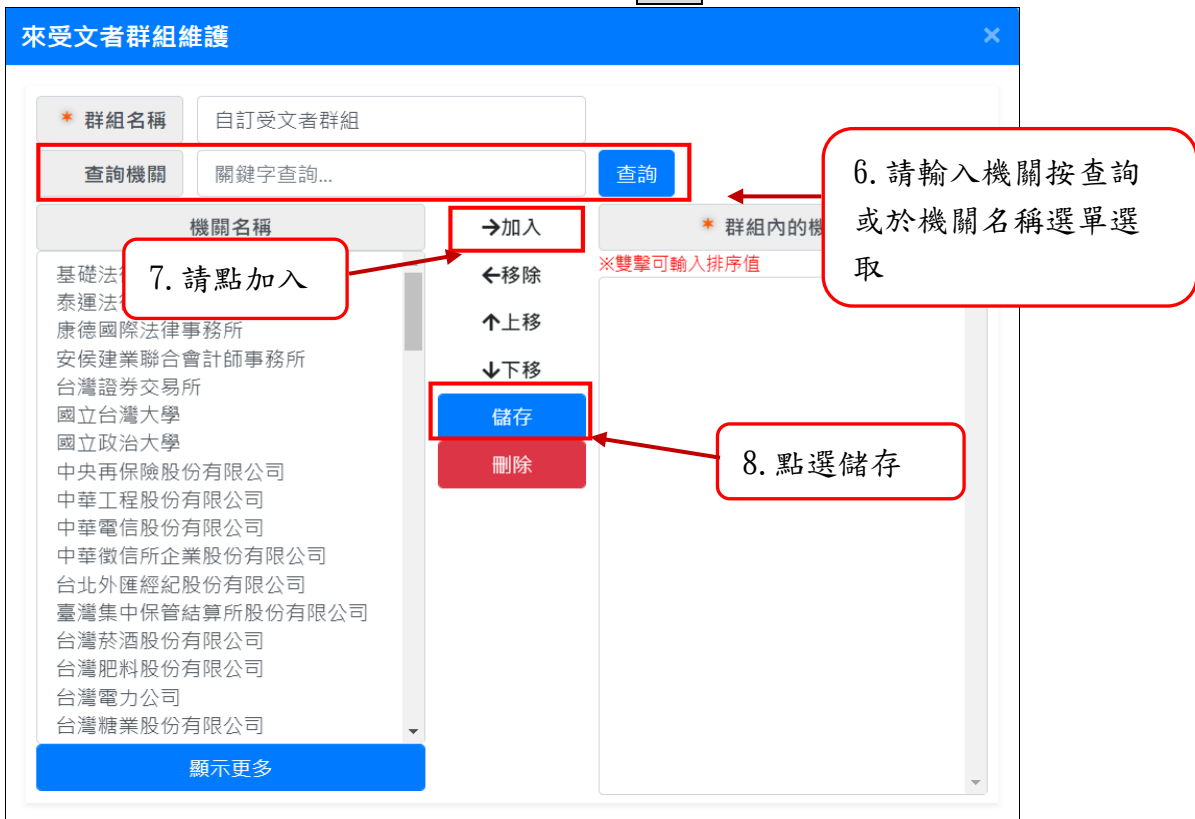 來受文者群組維護 ×
* 群組名稱 自訂受文者群組
查詢機關 關鍵字查詢... 查詢
6.請輸入機關按查詢
或於機關名稱選單選
取
機關名稱
→加入
* 群組內的機
※雙擊可輸入排序值
7.請點加入
←移除
↑上移
↓下移
儲存
刪除
8.點選儲存
基礎法
泰運法
康德國際法律事務所
安侯建業聯合會計師事務所
台灣證券交易所
國立台灣大學
國立政治大學
中央再保險股份有限公司
中華工程股份有限公司
中華電信股份有限公司
中華徵信所企業股份有限公司
台北外匯經紀股份有限公司
臺灣集中保管結算所股份有限公司
台灣菸酒股份有限公司
台灣肥料股份有限公司
台灣電力公司
台灣糖業股份有限公司
顯示更多